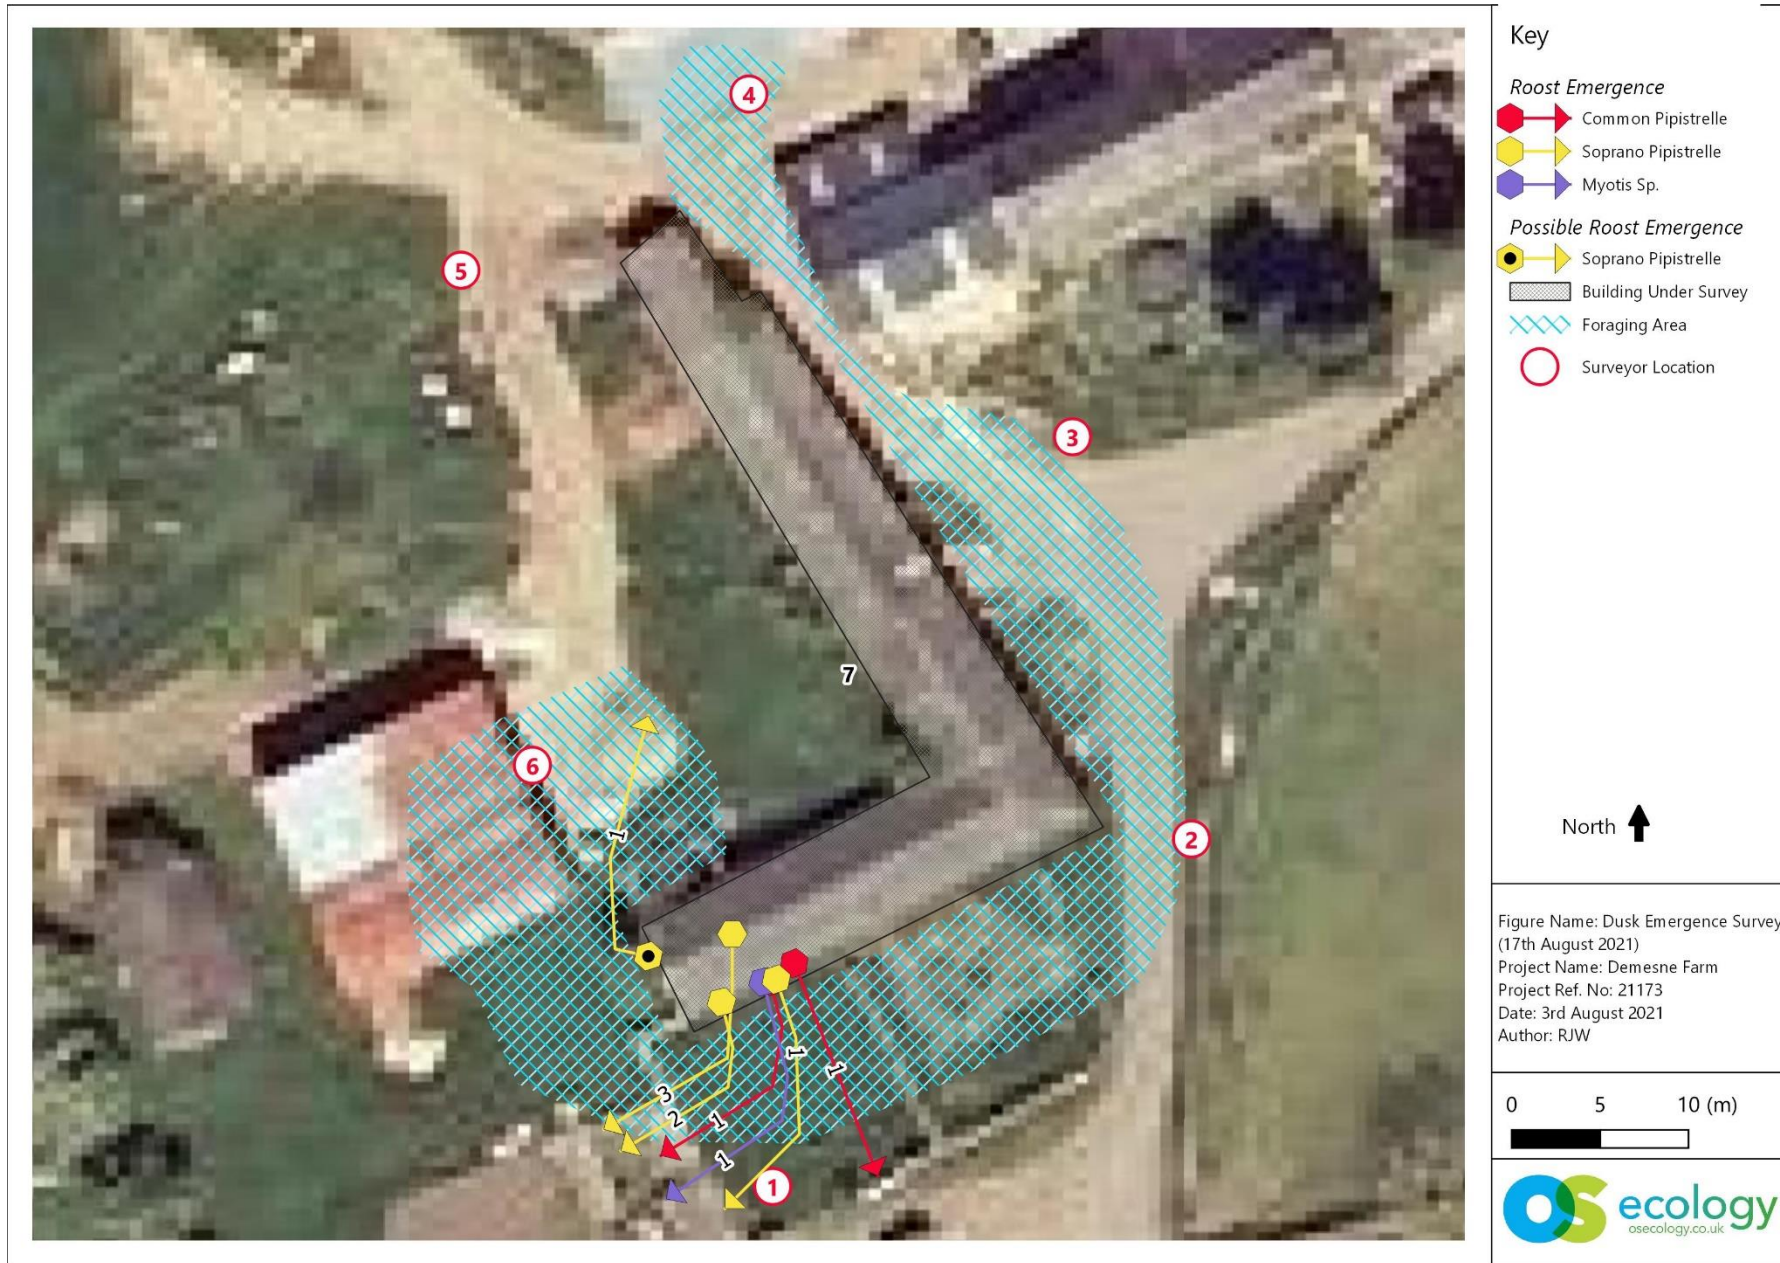 4
5
3
7
6
2
1
1
1
3
2
1
1
1
Key
Roost Emergence
Common Pipistrelle
Soprano Pipistrelle
Myotis Sp.
Possible Roost Emergence
Soprano Pipistrelle
Building Under Survey
Foraging Area
Surveyor Location
North
Figure Name: Dusk Emergence Survey
(17th August 2021)
Project Name: Demesne Farm
Project Ref. No: 21173
Date: 3rd August 2021
Author: RJW
0 5 10 (m)
OS ecology
osecology.co.uk